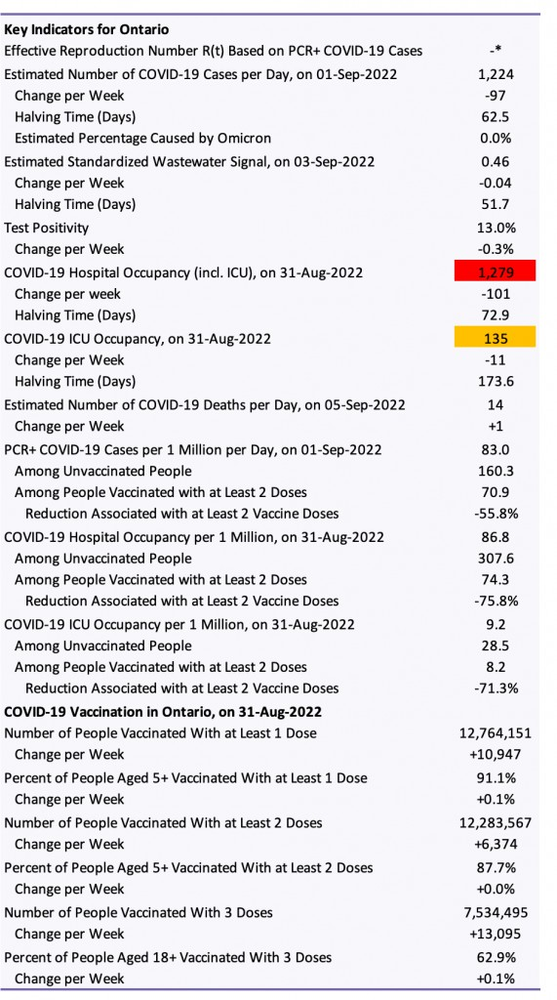 Key Indicators for Ontario
Effective Reproduction Number R(t) Based on PCR+ COVID-19 Cases -*
Estimated Number of COVID-19 Cases per Day, on 01-Sep-2022 1,224
Change per Week -97
Halving Time (Days) 62.5
Estimated Percentage Caused by Omicron 0.0%
Estimated Standardized Wastewater Signal, on 03-Sep-2022 0.46
Change per Week -0.04
Halving Time (Days) 51.7
Test Positivity 13.0%
Change per Week -0.3%
COVID-19 Hospital Occupancy (incl. ICU), on 31-Aug-2022 1,279
Change per week -101
Halving Time (Days) 72.9
COVID-19 ICU Occupancy, on 31-Aug-2022 135
Change per Week -11
Halving Time (Days) 173.6
Estimated Number of COVID-19 Deaths per Day, on 05-Sep-2022 14
Change per Week +1
PCR+ COVID-19 Cases per 1 Million per Day, on 01-Sep-2022 83.0
Among Unvaccinated People 160.3
Among People Vaccinated with at Least 2 Doses 70.9
Reduction Associated with at Least 2 Vaccine Doses -55.8%
COVID-19 Hospital Occupancy per 1 Million, on 31-Aug-2022 86.8
Among Unvaccinated People 307.6
Among People Vaccinated with at Least 2 Doses 74.3
Reduction Associated with at Least 2 Vaccine Doses -75.8%
COVID-19 ICU Occupancy per 1 Million, on 31-Aug-2022 9.2
Among Unvaccinated People 28.5
Among People Vaccinated with at Least 2 Doses 8.2
Reduction Associated with at Least 2 Vaccine Doses -71.3%
COVID-19 Vaccination in Ontario, on 31-Aug-2022
Number of People Vaccinated With at Least 1 Dose 12,764,151
Change per Week +10,947
Percent of People Aged 5+ Vaccinated With at Least 1 Dose 91.1%
Change per Week +0.1%
Number of People Vaccinated With at Least 2 Doses 12,283,567
Change per Week +6,374
Percent of People Aged 5+ Vaccinated With at Least 2 Doses 87.7%
Change per Week +0.0%
Number of People Vaccinated With 3 Doses 7,534,495
Change per Week +13,095
Percent of People Aged 18+ Vaccinated With 3 Doses 62.9%
Change per Week +0.1%